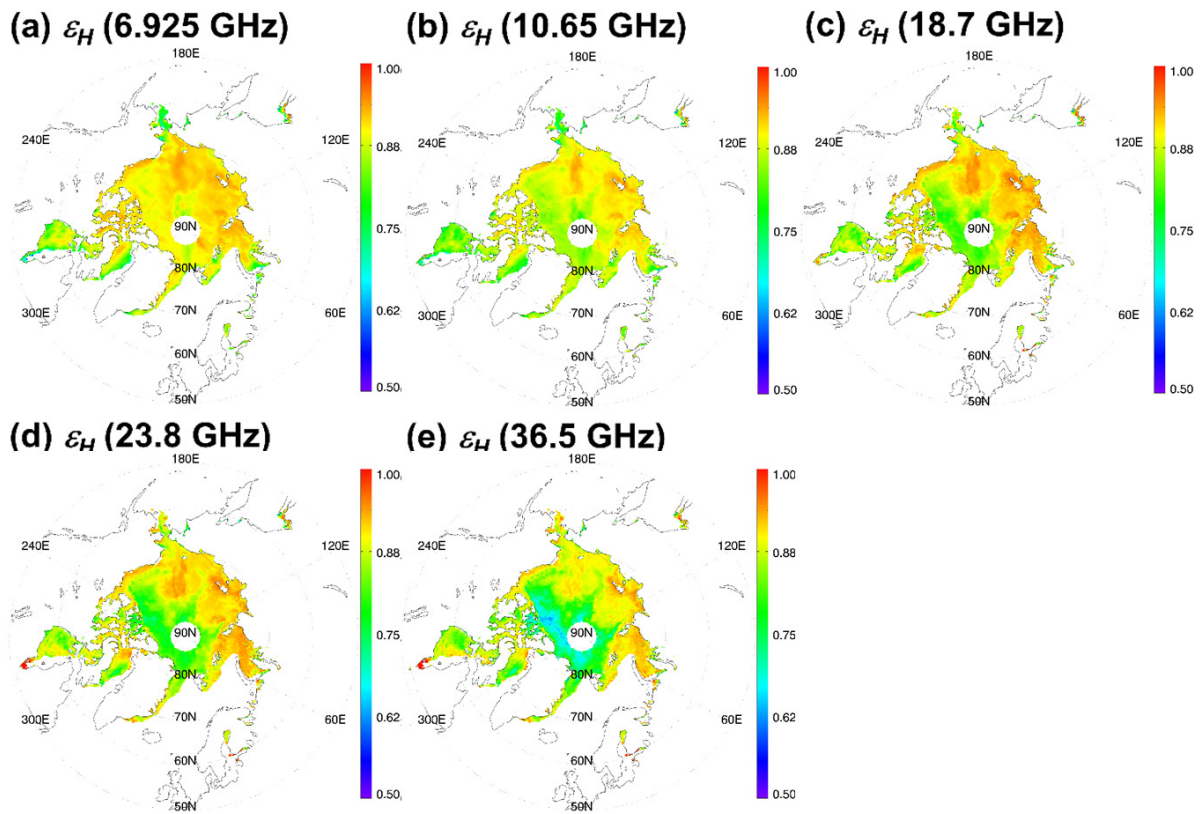 (a) εH (6.925 GHz)
180E
240E
120E
90N
80N
70N
300E
60E
60N
50N
1.00
0.88
0.75
0.62
0.50
(b) εH (10.65 GHz)
180E
240E
120E
90N
80N
70N
300E
60E
60N
50N
1.00
0.88
0.75
0.62
0.50
(c) εH (18.7 GHz)
180E
240E
120E
90N
80N
70N
300E
60E
60N
50N
1.00
0.88
0.75
0.62
0.50
(d) εH (23.8 GHz)
180E
240E
120E
90N
80N
70N
300E
60E
60N
50N
1.00
0.88
0.75
0.62
0.50
(e) εH (36.5 GHz)
180E
240E
120E
90N
80N
70N
300E
60E
60N
50N
1.00
0.88
0.75
0.62
0.50